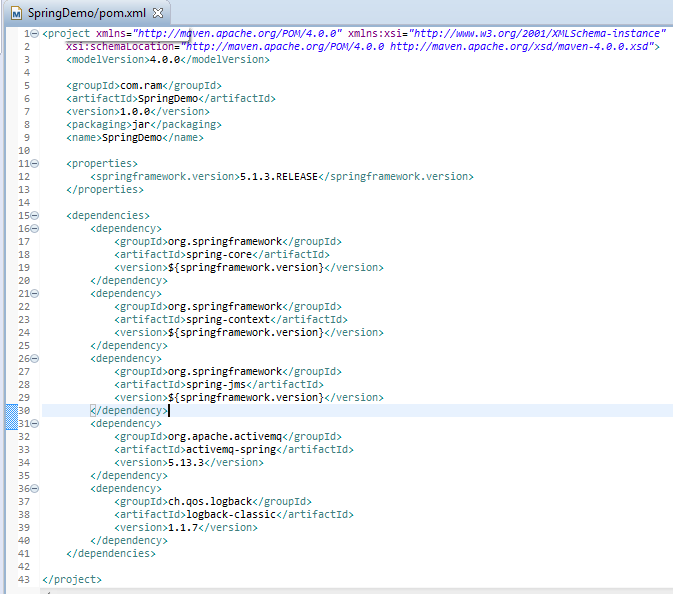 SpringDemo/pom.xml
1 <project xmlns="http://maven.apache.org/POM/4.0.0" xmlns:xsi="http://www.w3.org/2001/XMLSchema-instance"
2     xsi:schemaLocation="http://maven.apache.org/POM/4.0.0 http://maven.apache.org/xsd/maven-4.0.0.xsd">
3     <modelVersion>4.0.0</modelVersion>
4
5     <groupId>com.ram</groupId>
6     <artifactId>SpringDemo</artifactId>
7     <version>1.0.0</version>
8     <packaging>jar</packaging>
9     <name>SpringDemo</name>
10
11     <properties>
12         <springframework.version>5.1.3.RELEASE</springframework.version>
13     </properties>
14
15     <dependencies>
16         <dependency>
17             <groupId>org.springframework</groupId>
18             <artifactId>spring-core</artifactId>
19             <version>${springframework.version}</version>
20         </dependency>
21         <dependency>
22             <groupId>org.springframework</groupId>
23             <artifactId>spring-context</artifactId>
24             <version>${springframework.version}</version>
25         </dependency>
26         <dependency>
27             <groupId>org.springframework</groupId>
28             <artifactId>spring-jms</artifactId>
29             <version>${springframework.version}</version>
30         </dependency>
31         <dependency>
32             <groupId>org.apache.activemq</groupId>
33             <artifactId>activemq-spring</artifactId>
34             <version>5.13.3</version>
35         </dependency>
36         <dependency>
37             <groupId>ch.qos.logback</groupId>
38             <artifactId>logback-classic</artifactId>
39             <version>1.1.7</version>
40         </dependency>
41     </dependencies>
42
43 </project>